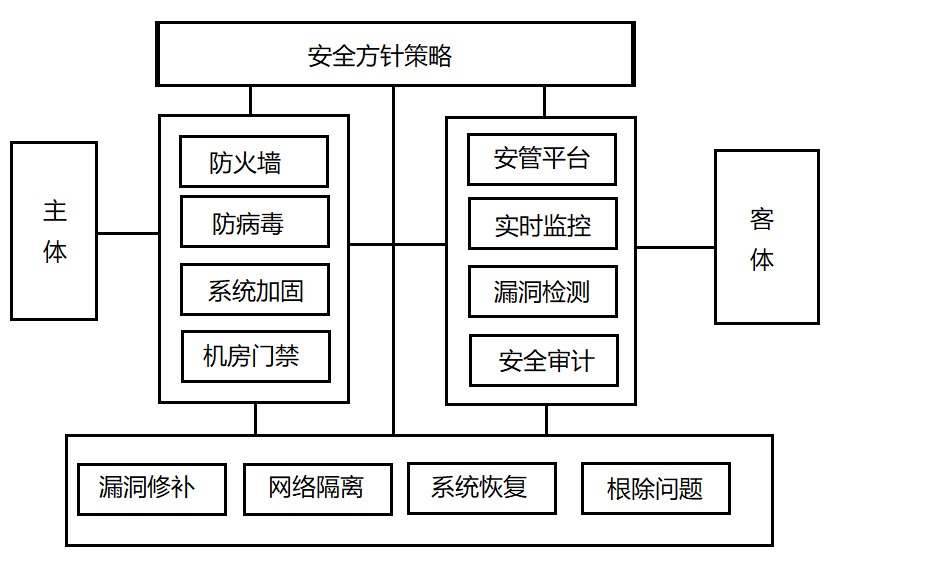 安全方针策略
主
体
防火墙
防病毒
系统加固
机房门禁
安管平台
实时监控
漏洞检测
安全审计
客
体
漏洞修补
网络隔离
系统恢复
根除问题